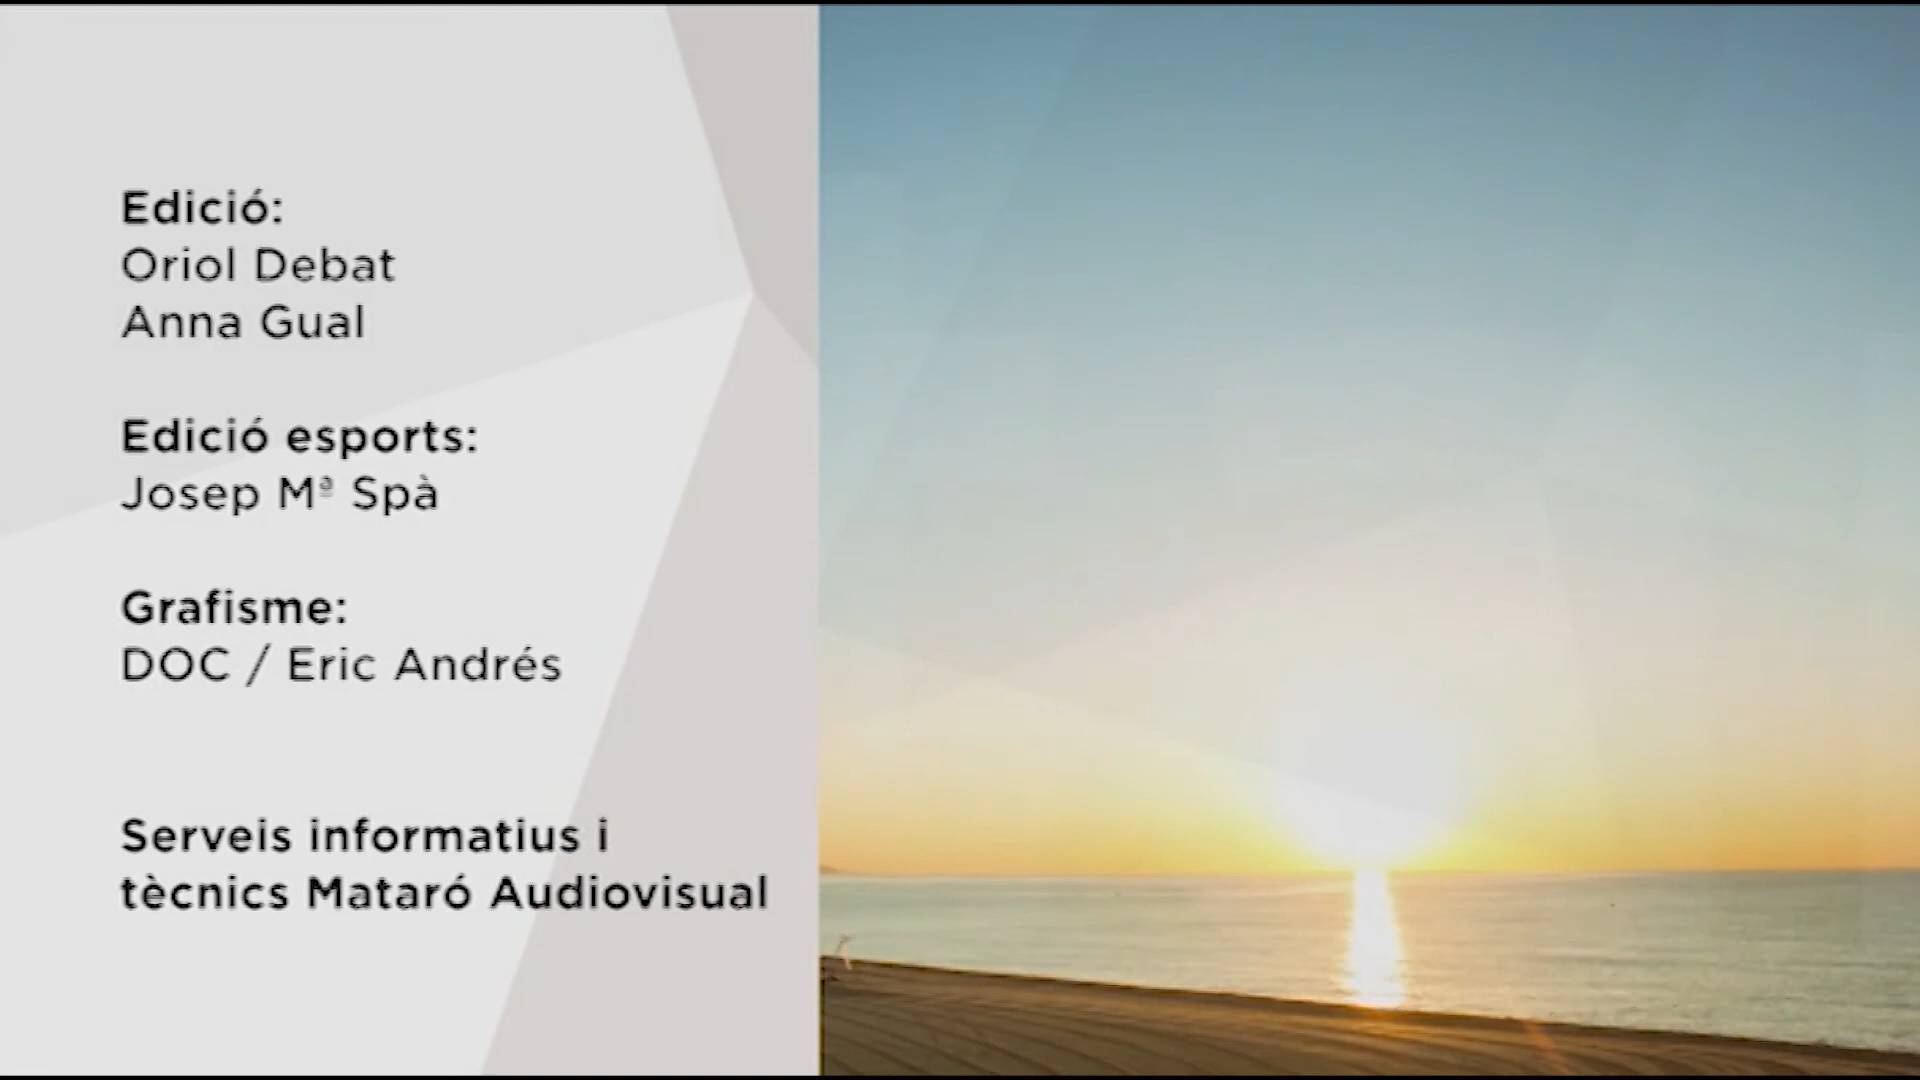 Edició:
Oriol Debat
Anna Gual
Edició esports:
Josep Mª Spà
Grafisme:
DOC / Eric Andrés
Serveis informatius i
tècnics Mataró Audiovisual